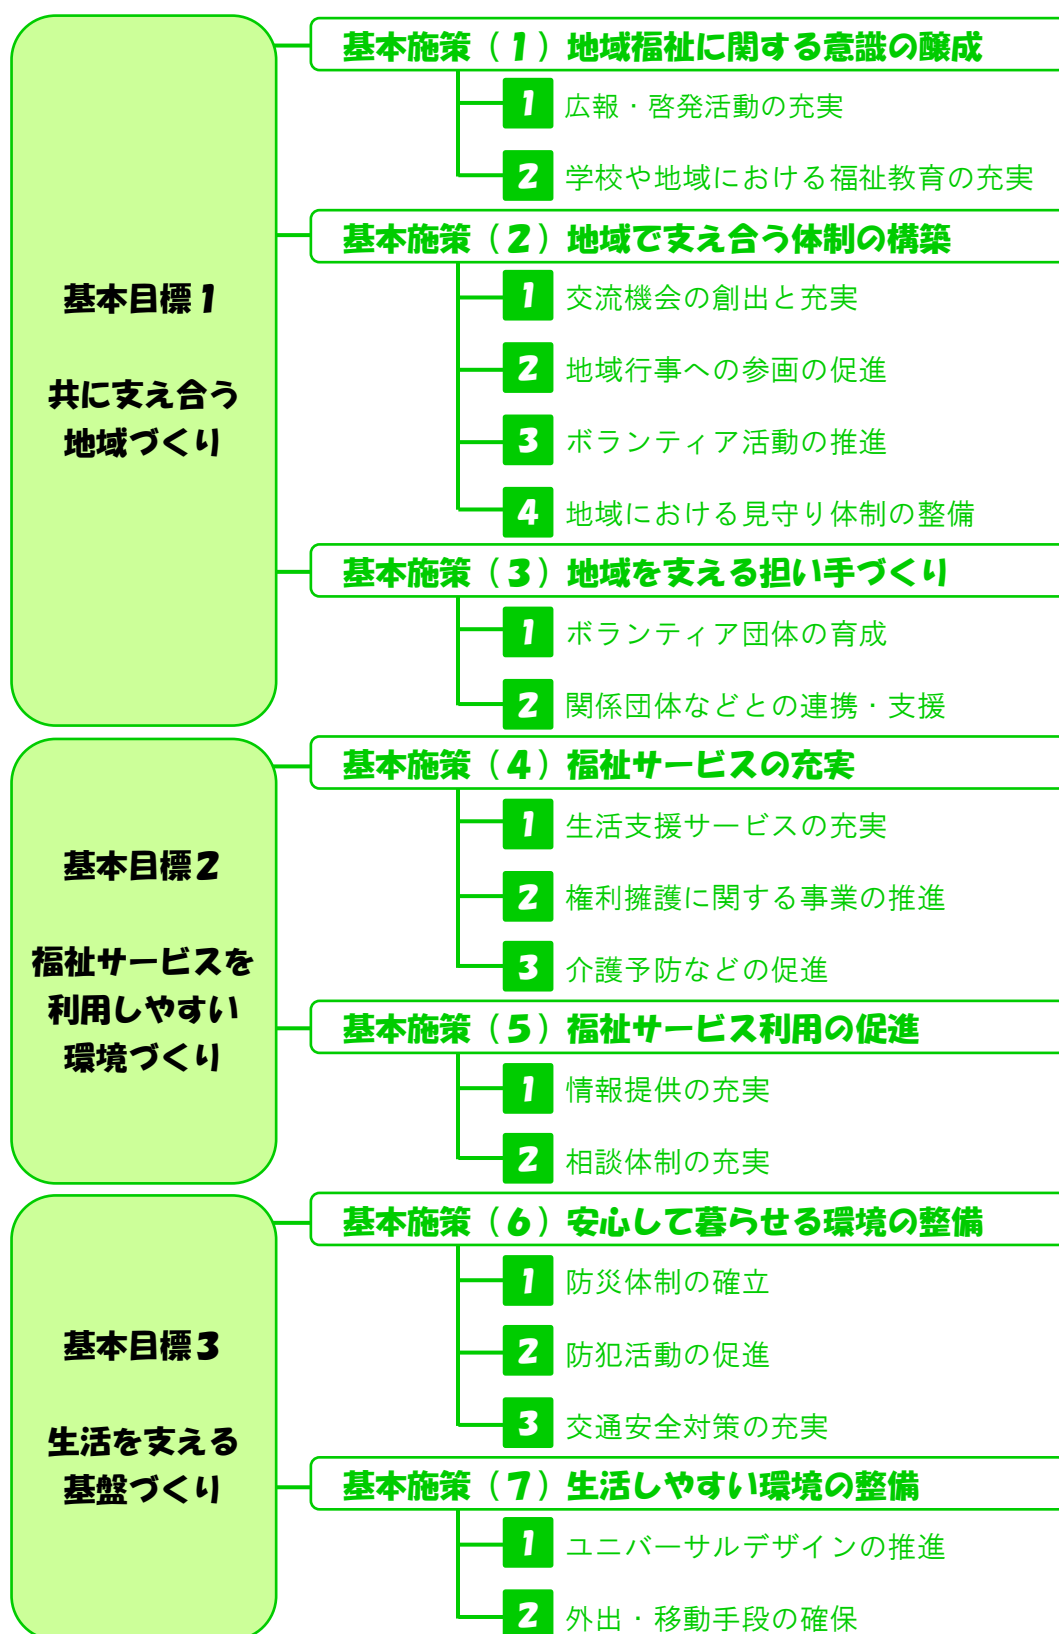 基本目標1
共に支え合う
地域づくり
基本施策（1）地域福祉に関する意識の醸成
1 広報・啓発活動の充実
2 学校や地域における福祉教育の充実
基本施策（2）地域で支え合う体制の構築
1 交流機会の創出と充実
2 地域行事への参画の促進
3 ボランティア活動の推進
4 地域における見守り体制の整備
基本施策（3）地域を支える担い手づくり
1 ボランティア団体の育成
2 関係団体などとの連携・支援
基本目標2
福祉サービスを
利用しやすい
環境づくり
基本施策（4）福祉サービスの充実
1 生活支援サービスの充実
2 権利擁護に関する事業の推進
3 介護予防などの促進
基本施策（5）福祉サービス利用の促進
1 情報提供の充実
2 相談体制の充実
基本目標3
生活を支える
基盤づくり
基本施策（6）安心して暮らせる環境の整備
1 防災体制の確立
2 防犯活動の促進
3 交通安全対策の充実
基本施策（7）生活しやすい環境の整備
1 ユニバーサルデザインの推進
2 外出・移動手段の確保